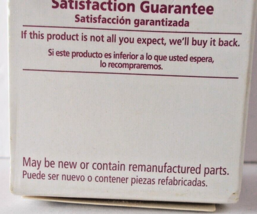 Satisfaction Guarantee
Satisfacción garantizada
If this product is not all you expect, we'll buy it back.
Si este producto es inferior a lo que usted espera,
lo recompraremos.
May be new or contain remanufactured parts.
Puede ser nuevo o contener piezas refabricadas.